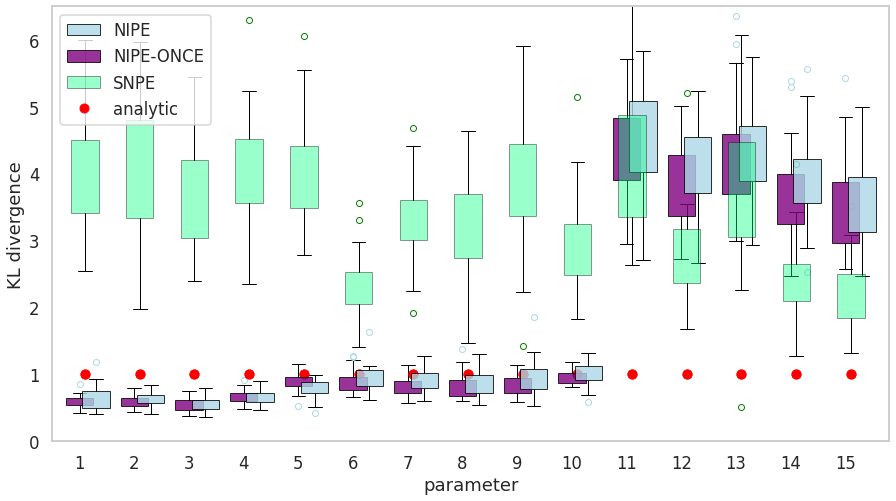 NIPE
NIPE-ONCE
SNPE
analytic
KL divergence
6
5
4
3
2
1
0
1 2 3 4 5 6 7 8 9 10 11 12 13 14 15
parameter